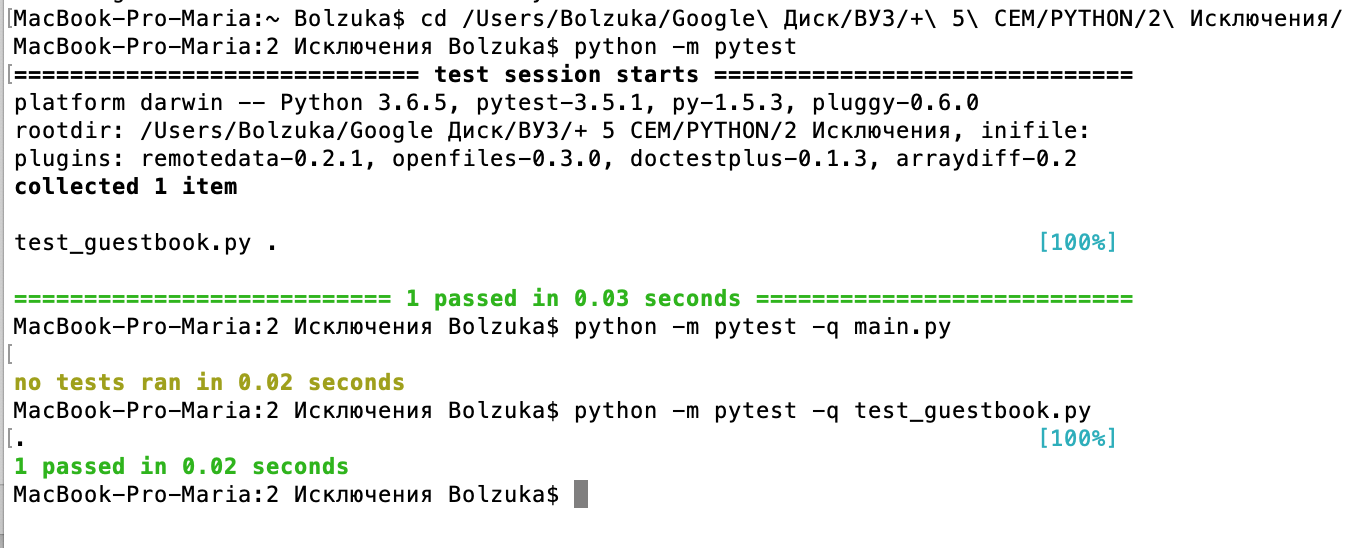 [MacBook-Pro-Maria:~ Bolzuka$ cd /Users/Bolzuka/Google\ Диск/ВУЗ/+\ 5\ СЕМ/PYTHON/2\ Исключения/
MacBook-Pro-Maria:2 Исключения Bolzuka$ python -m pytest
[============================= test session starts ==============================
platform darwin -- Python 3.6.5, pytest-3.5.1, py-1.5.3, pluggy-0.6.0
rootdir: /Users/Bolzuka/Google Диск/ВУЗ/+ 5 СЕМ/PYTHON/2 Исключения, inifile:
plugins: remotedata-0.2.1, openfiles-0.3.0, doctestplus-0.1.3, arraydiff-0.2
collected 1 item
test_guestbook.py . [100%]
=========================== 1 passed in 0.03 seconds ===========================
MacBook-Pro-Maria:2 Исключения Bolzuka$ python -m pytest -q main.py
[
no tests ran in 0.02 seconds
MacBook-Pro-Maria:2 Исключения Bolzuka$ python -m pytest -q test_guestbook.py
[. [100%]
1 passed in 0.02 seconds
MacBook-Pro-Maria:2 Исключения Bolzuka$